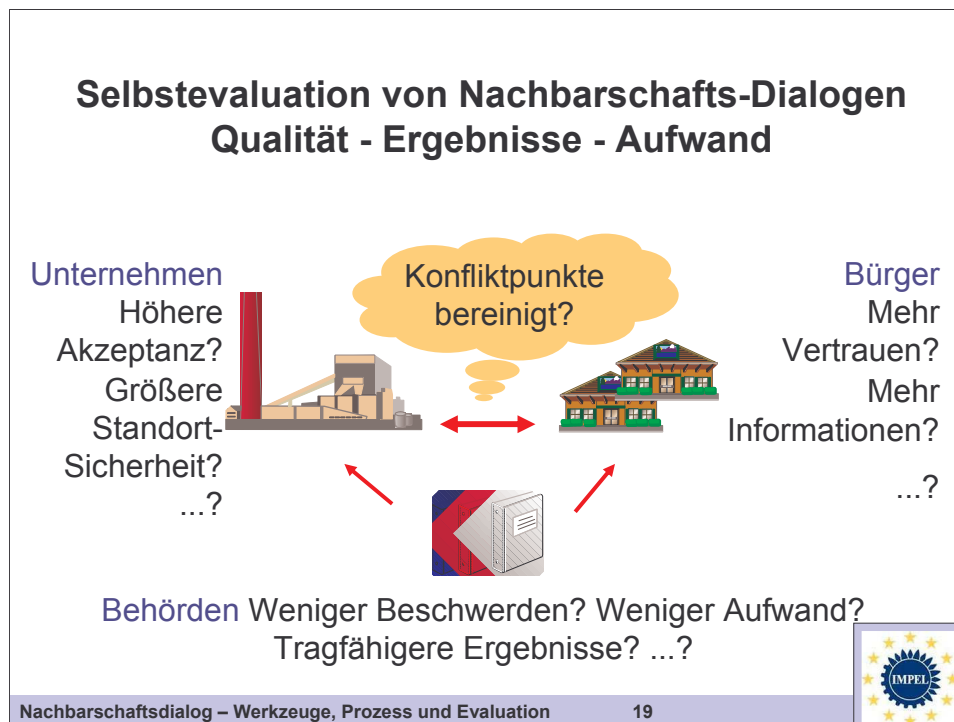 Selbstevaluation von Nachbarschafts-Dialogen
Qualität - Ergebnisse - Aufwand
Konfliktpunkte
bereinigt?
Unternehmen
Höhere
Akzeptanz?
Größere
Standort-
Sicherheit?
...?
Bürger
Mehr
Vertrauen?
Mehr
Informationen?
...?
Behörden Weniger Beschwerden? Weniger Aufwand?
Tragfähigere Ergebnisse? ...?
IMPEL
Nachbarschaftsdialog – Werkzeuge, Prozess und Evaluation 19